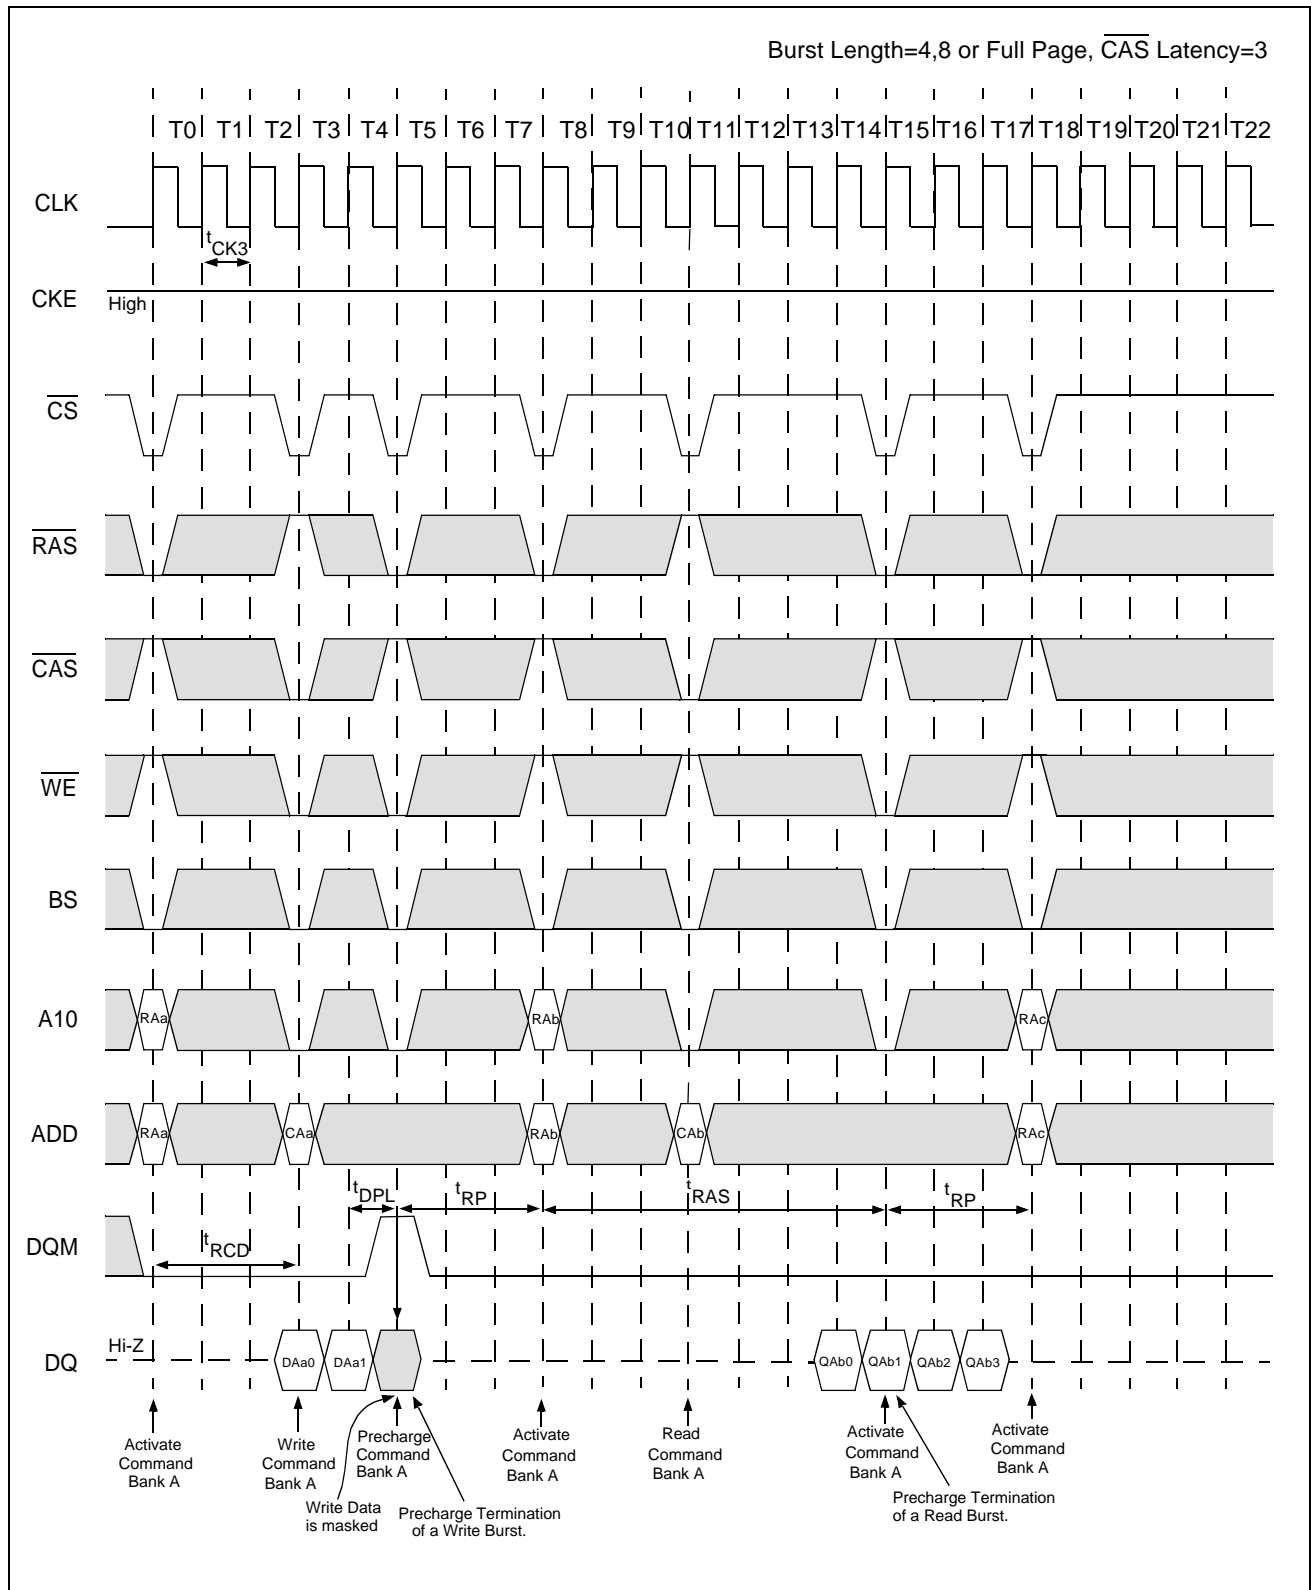 Burst Length=4,8 or Full Page, CAS Latency=3
T0 T1 T2 T3 T4 T5 T6 T7 T8 T9 T10 T11 T12 T13 T14 T15 T16 T17 T18 T19 T20 T21 T22
CLK
tCK3
CKE
High
CS
RAS
CAS
WE
BS
A10 RAa RAb RAc
ADD RAa CAa RAb CAb RAc
tDPL tRP tRAS tRP
DQM
tRCD
Hi-Z
DQ DAa0 DAa1 QAb0 QAb1 QAb2 QAb3
Activate
Command
Bank A
Write
Command
Bank A
Precharge
Command
Bank A
Activate
Command
Bank A
Read
Command
Bank A
Activate
Command
Bank A
Activate
Command
Bank A
Write Data
is masked
Precharge Termination
of a Write Burst.
Precharge Termination
of a Read Burst.